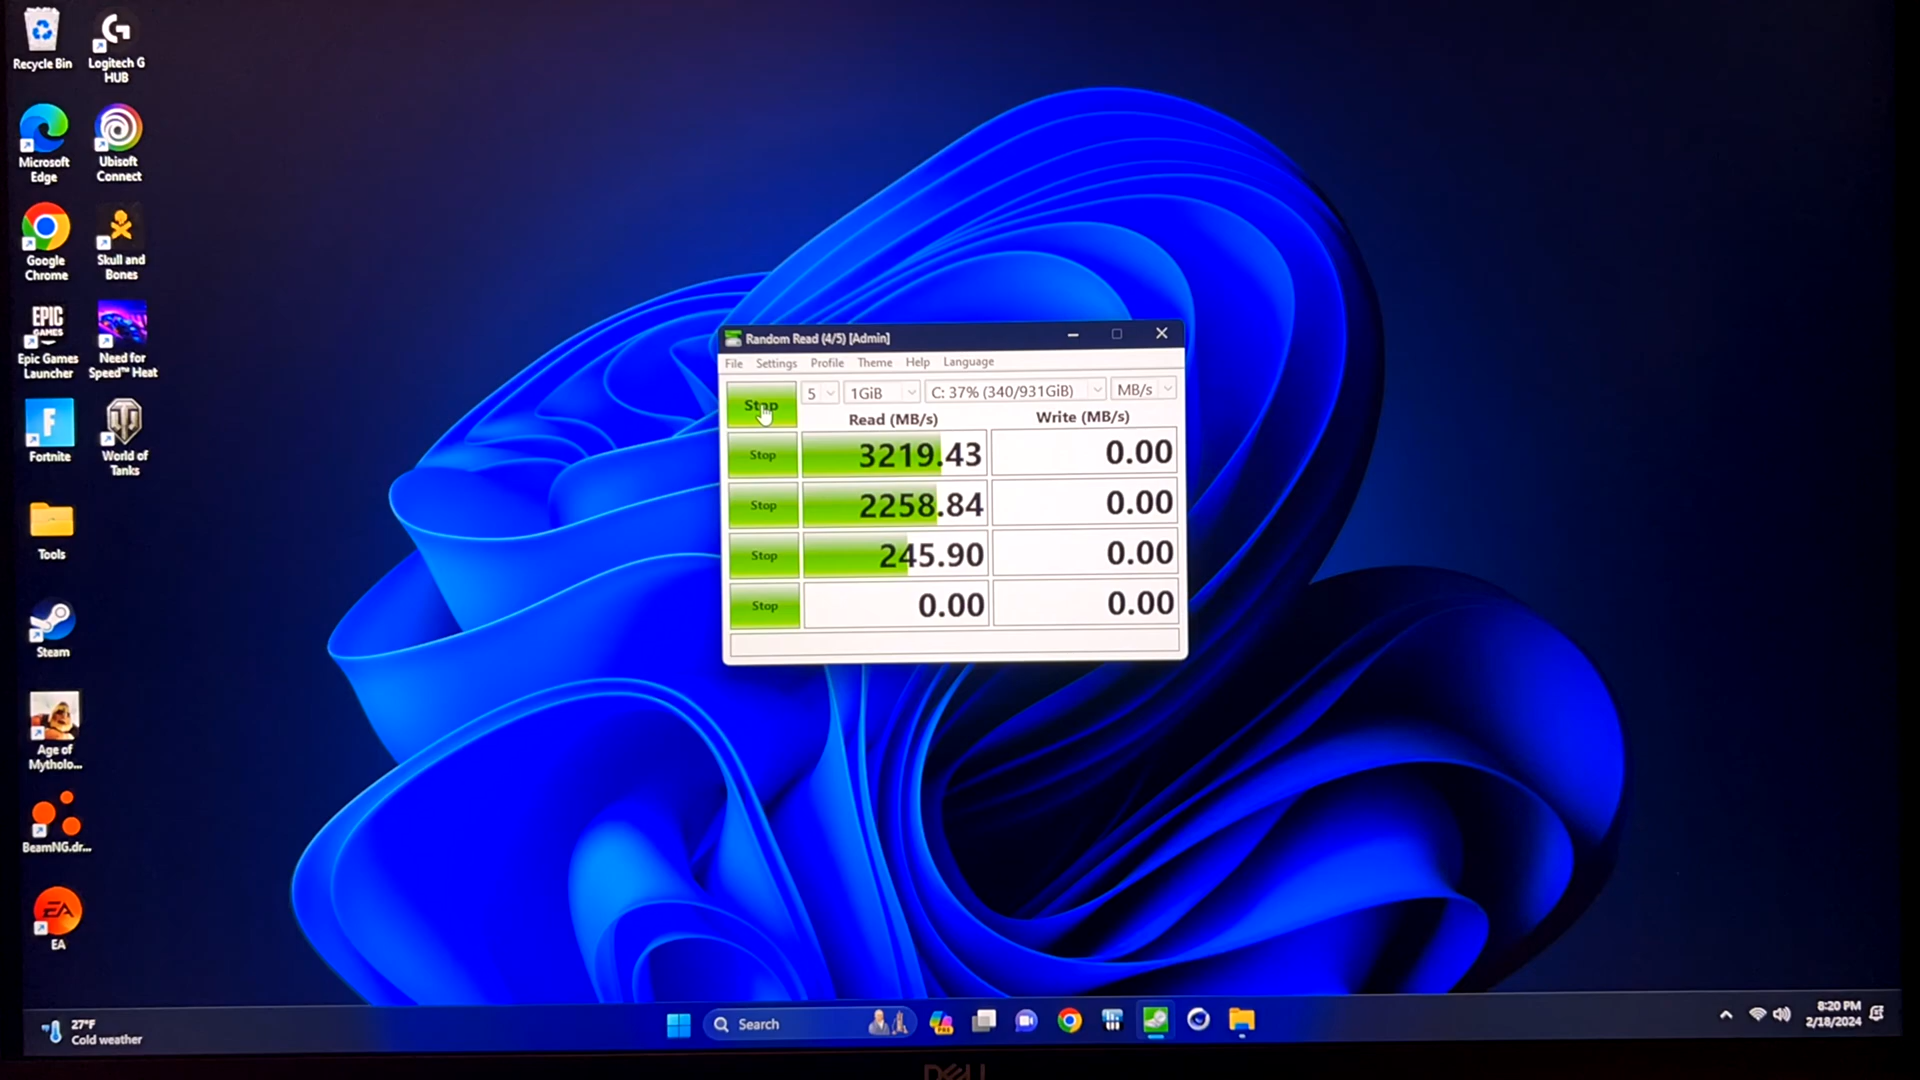 Recycle Bin
Logitech G
HUB
Microsoft
Edge
Ubisoft
Connect
Google
Chrome
Skull and
Bones
EPIC
GAMES
Epic Games
Launcher
Need for
Speed™ Heat
Fortnite
World of
Tanks
Tools
Steam
Age of
Mytholo...
BeamNG.dr...
EA
EA
Random Read (4/5) [Admin]
File Settings Profile Theme Help Language
Stop 5 1GiB C: 37% (340/931GiB) MB/s
Read (MB/s) Write (MB/s)
Stop 3219.43 0.00
Stop 2258.84 0.00
Stop 245.90 0.00
Stop 0.00 0.00
27°F
Cold weather
Search
8:20 PM
2/18/2024
DELL